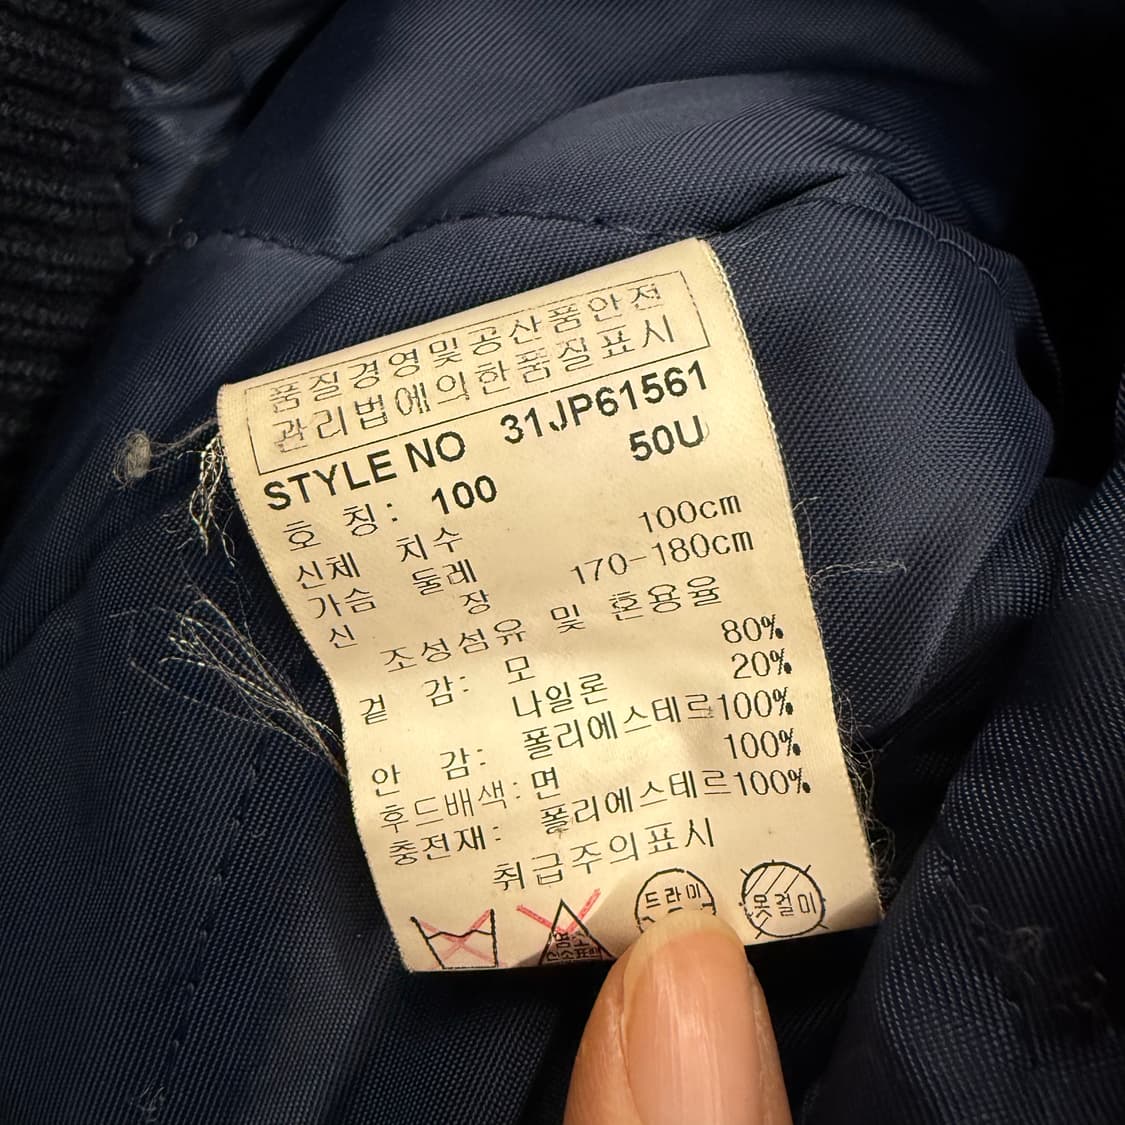 품질경영및공산품안전
관리법에의한품질표시
STYLE NO 31JP61561
50U
호 칭: 100
신체 치수
가슴 둘레 100cm
신 장 170-180cm
조성섬유 및 혼용율
겉 감: 모 80%
나일론 20%
안 감: 폴리에스테르100%
후드배색: 면 100%
충전재: 폴리에스테르100%
취급주의표시
드라이
옷걸이